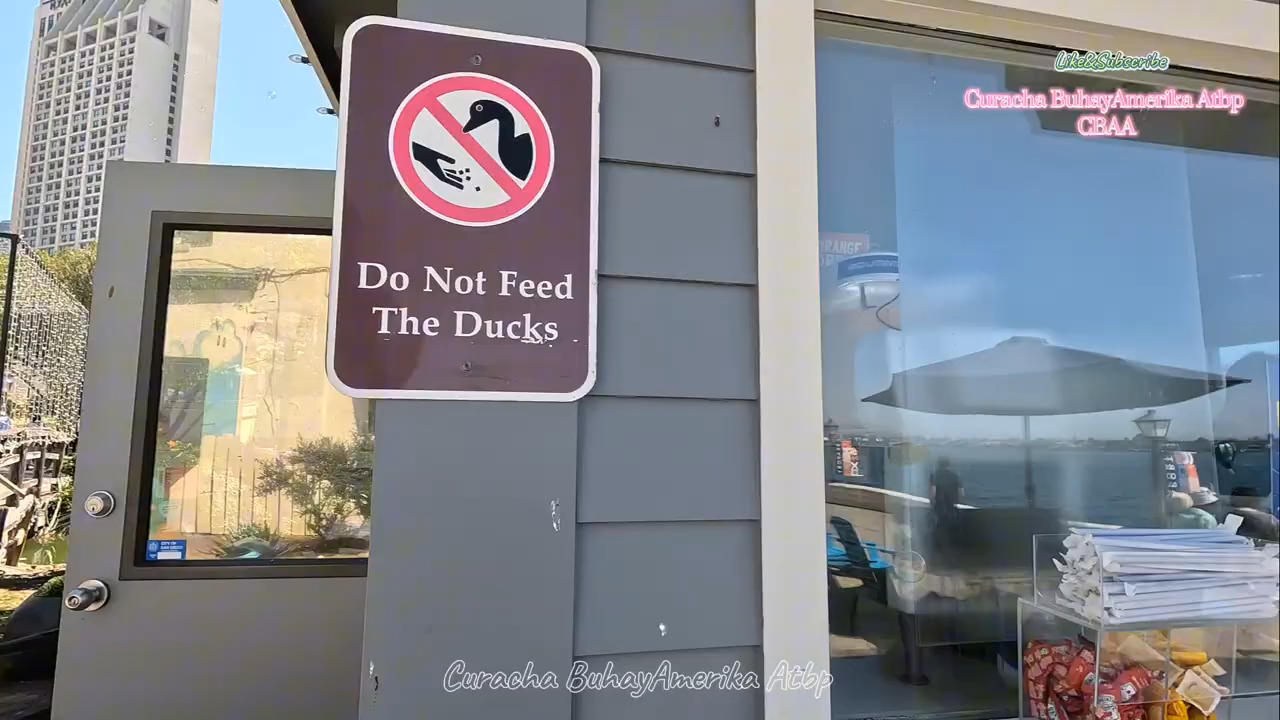 Like&Subscribe
Curacha BuhayAmerika Atbp
CBAA
Do Not Feed
The Ducks
Curacha BuhayAmerika Atbp